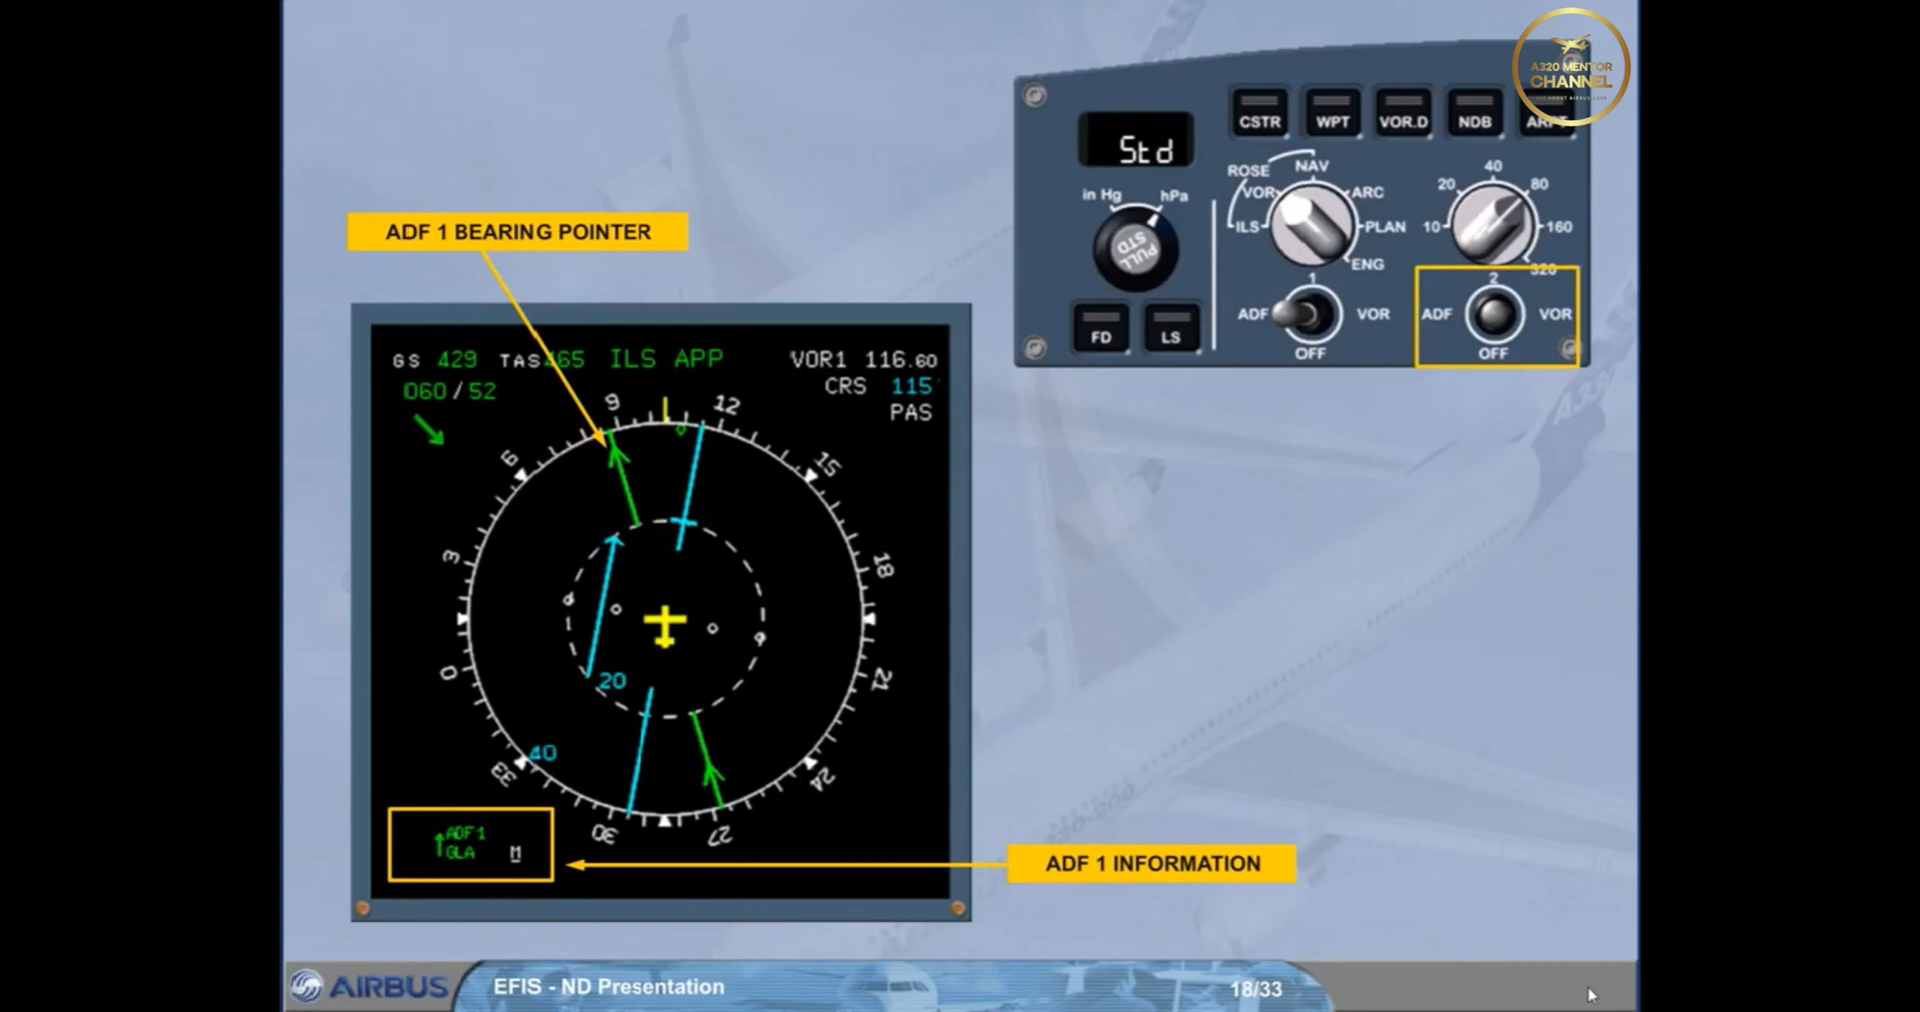 A320 MENTOR
CHANNEL
CSTR WPT VOR.D NDB
Std
in Hg hPa
PULL
STD
FD LS
ROSE NAV
VOR ARC
ILS PLAN
ENG
10 20 40 80 160 320
1
ADF VOR
OFF
2
ADF VOR
OFF
A330
ADF 1 BEARING POINTER
GS 429 TAS 465 ILS APP VOR1 116.60
060 / 52 CRS 115°
PAS
9 12
6 15
3 18
0 21
33 24
30 27
20
40
ADF1
GLA M
ADF 1 INFORMATION
AIRBUS EFIS - ND Presentation 18/33